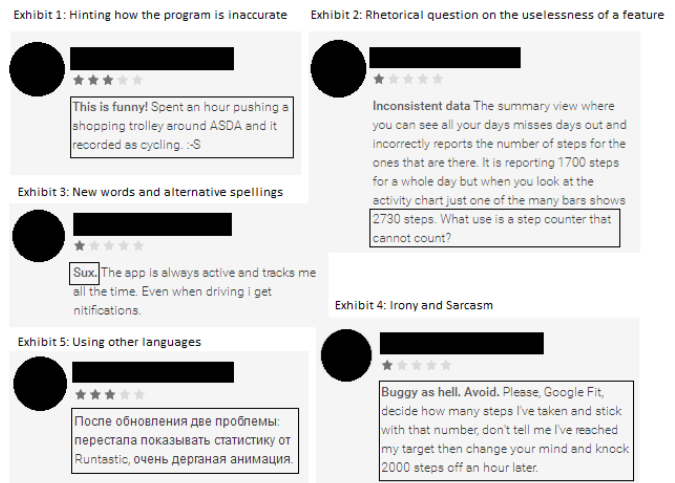 Exhibit 1: Hinting how the program is inaccurate
This is funny! Spent an hour pushing a
shopping trolley around ASDA and it
recorded as cycling. :-S
Exhibit 2: Rhetorical question on the uselessness of a feature
Inconsistent data The summary view where
you can see all your days misses days out and
incorrectly reports the number of steps for the
ones that are there. It is reporting 1700 steps
for a whole day but when you look at the
activity chart just one of the many bars shows
2730 steps. What use is a step counter that
cannot count?
Exhibit 3: New words and alternative spellings
Sux. The app is always active and tracks me
all the time. Even when driving i get
nitifications.
Exhibit 4: Irony and Sarcasm
Buggy as hell. Avoid. Please, Google Fit,
decide how many steps I've taken and stick
with that number, don't tell me I've reached
my target then change your mind and knock
2000 steps off an hour later.
Exhibit 5: Using other languages
После обновления две проблемы:
перестала показывать статистику от
Runtastic, очень дерганая анимация.